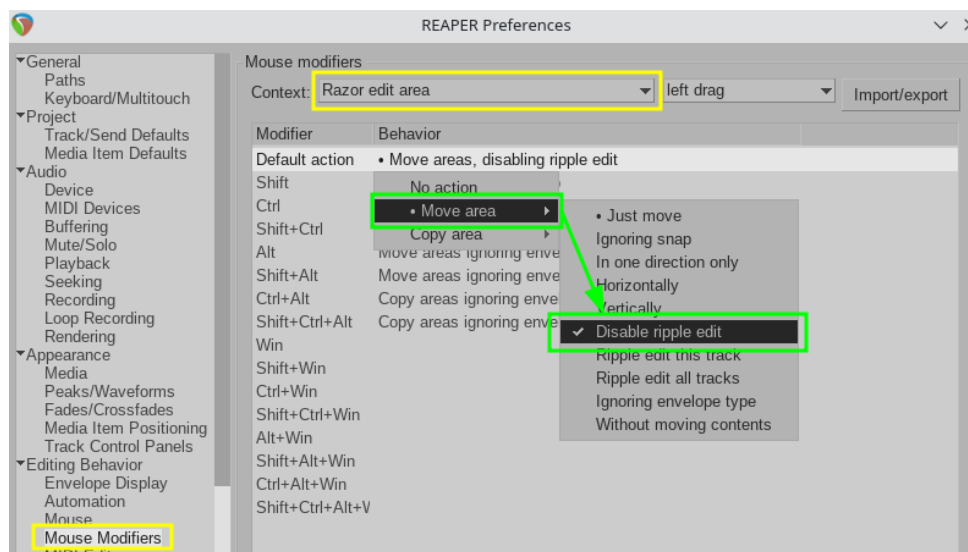 REAPER Preferences
General
Paths
Keyboard/Multitouch
Project
Track/Send Defaults
Media Item Defaults
Audio
Device
MIDI Devices
Buffering
Mute/Solo
Playback
Seeking
Recording
Loop Recording
Rendering
Appearance
Media
Peaks/Waveforms
Fades/Crossfades
Media Item Positioning
Track Control Panels
Editing Behavior
Envelope Display
Automation
Mouse
Mouse Modifiers
Mouse modifiers
Context: Razor edit area left drag Import/export
Modifier Behavior
Default action • Move areas, disabling ripple edit
Shift
Ctrl
Shift+Ctrl
Alt Move areas ignoring enve
Shift+Alt Move areas ignoring enve
Ctrl+Alt Copy areas ignoring enve
Shift+Ctrl+Alt Copy areas ignoring enve
Win
Shift+Win
Ctrl+Win
Shift+Ctrl+Win
Alt+Win
Shift+Alt+Win
Ctrl+Alt+Win
Shift+Ctrl+Alt+W
No action
• Move area
Copy area
• Just move
Ignoring snap
In one direction only
Horizontally
Vertically
✓ Disable ripple edit
Ripple edit this track
Ripple edit all tracks
Ignoring envelope type
Without moving contents